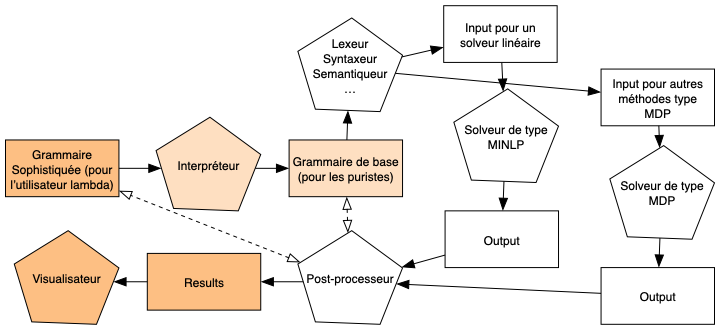 Lexeur
Syntaxeur
Semantiqueur
...
Input pour un
solveur linéaire
Input pour autres
méthodes type
MDP
Solveur de type
MINLP
Grammaire
Sophistiquée (pour
l'utilisateur lambda)
Interpréteur
Grammaire de base
(pour les puristes)
Solveur de type
MDP
Output
Visualisateur
Results
Post-processeur
Output